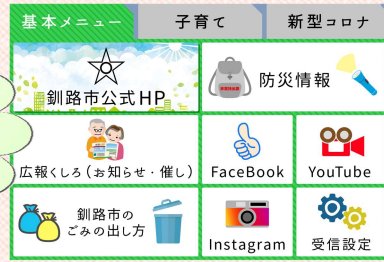 基本メニュー
子育て
新型コロナ
釧路市公式HP
防災情報
広報くしろ(お知らせ・催し)
FaceBook
YouTube
釧路市の
ごみの出し方
Instagram
受信設定